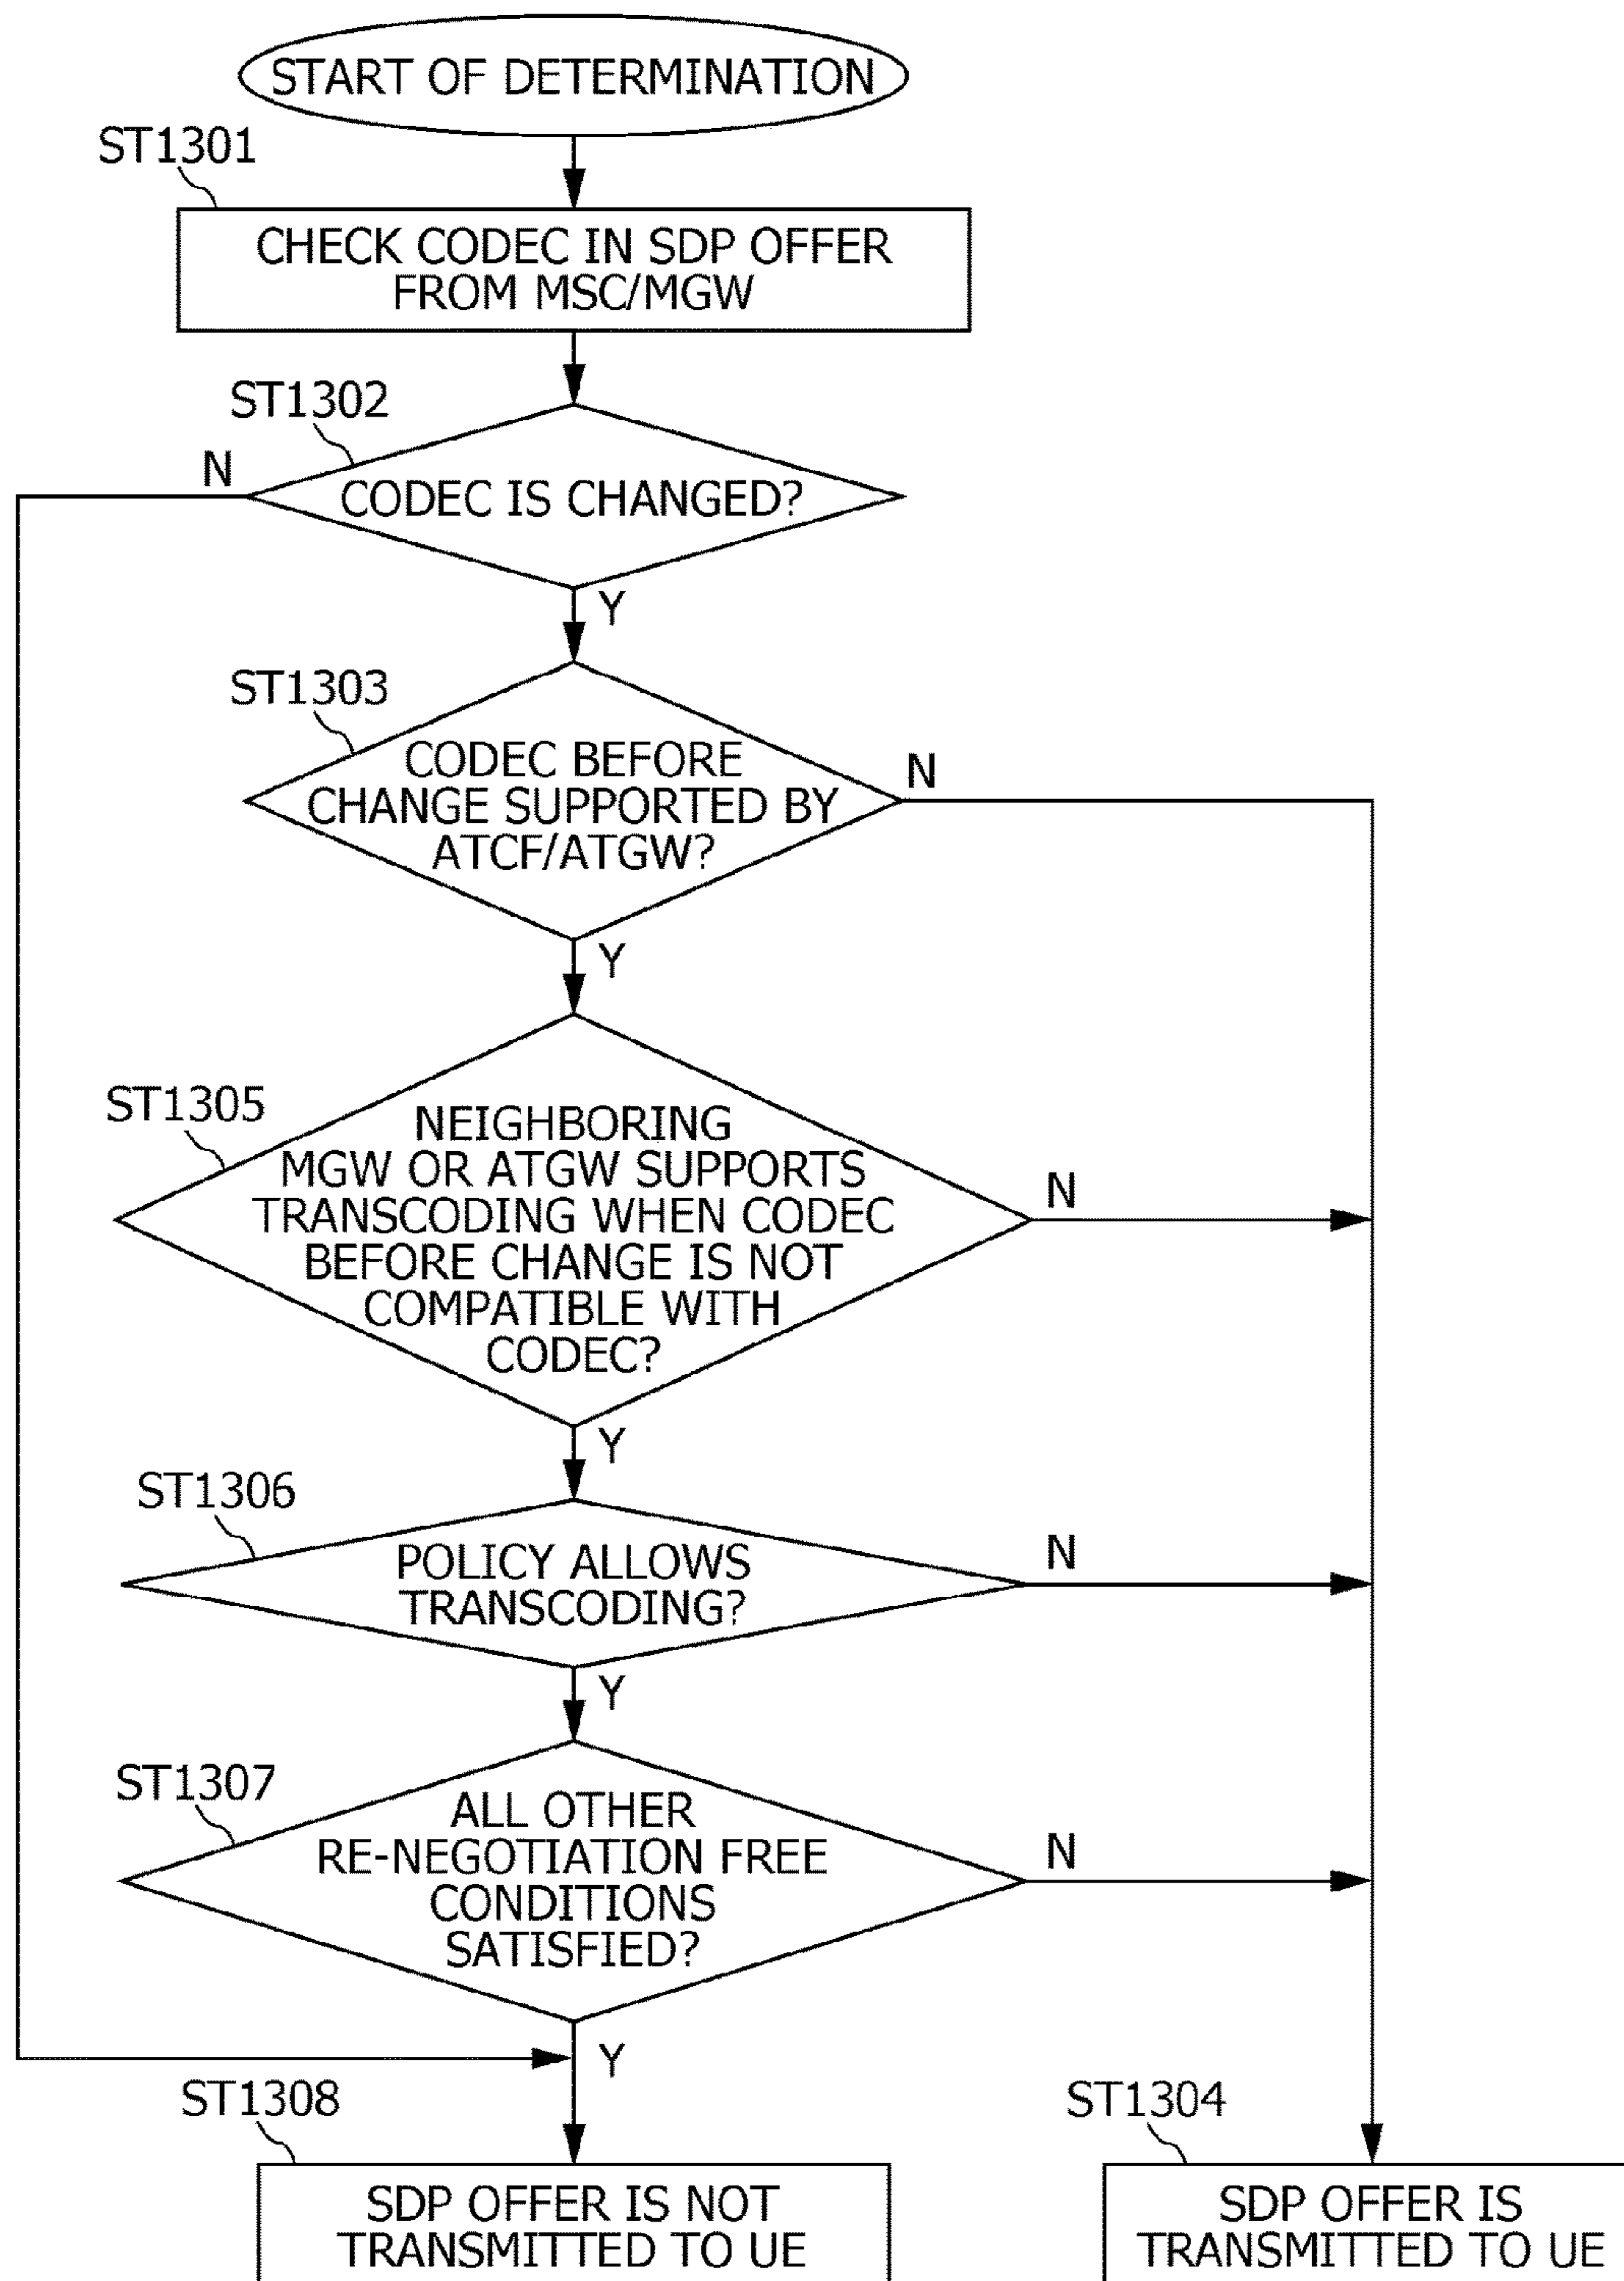 START OF DETERMINATION
ST1301
CHECK CODEC IN SDP OFFER
FROM MSC/MGW
ST1302
N
CODEC IS CHANGED?
Y
ST1303
CODEC BEFORE
CHANGE SUPPORTED BY
ATCF/ATGW?
N
Y
ST1305
NEIGHBORING
MGW OR ATGW SUPPORTS
TRANSCODING WHEN CODEC
BEFORE CHANGE IS NOT
COMPATIBLE WITH
CODEC?
N
Y
ST1306
POLICY ALLOWS
TRANSCODING?
N
Y
ST1307
ALL OTHER
RE-NEGOTIATION FREE
CONDITIONS
SATISFIED?
N
Y
ST1308
SDP OFFER IS NOT
TRANSMITTED TO UE
ST1304
SDP OFFER IS
TRANSMITTED TO UE